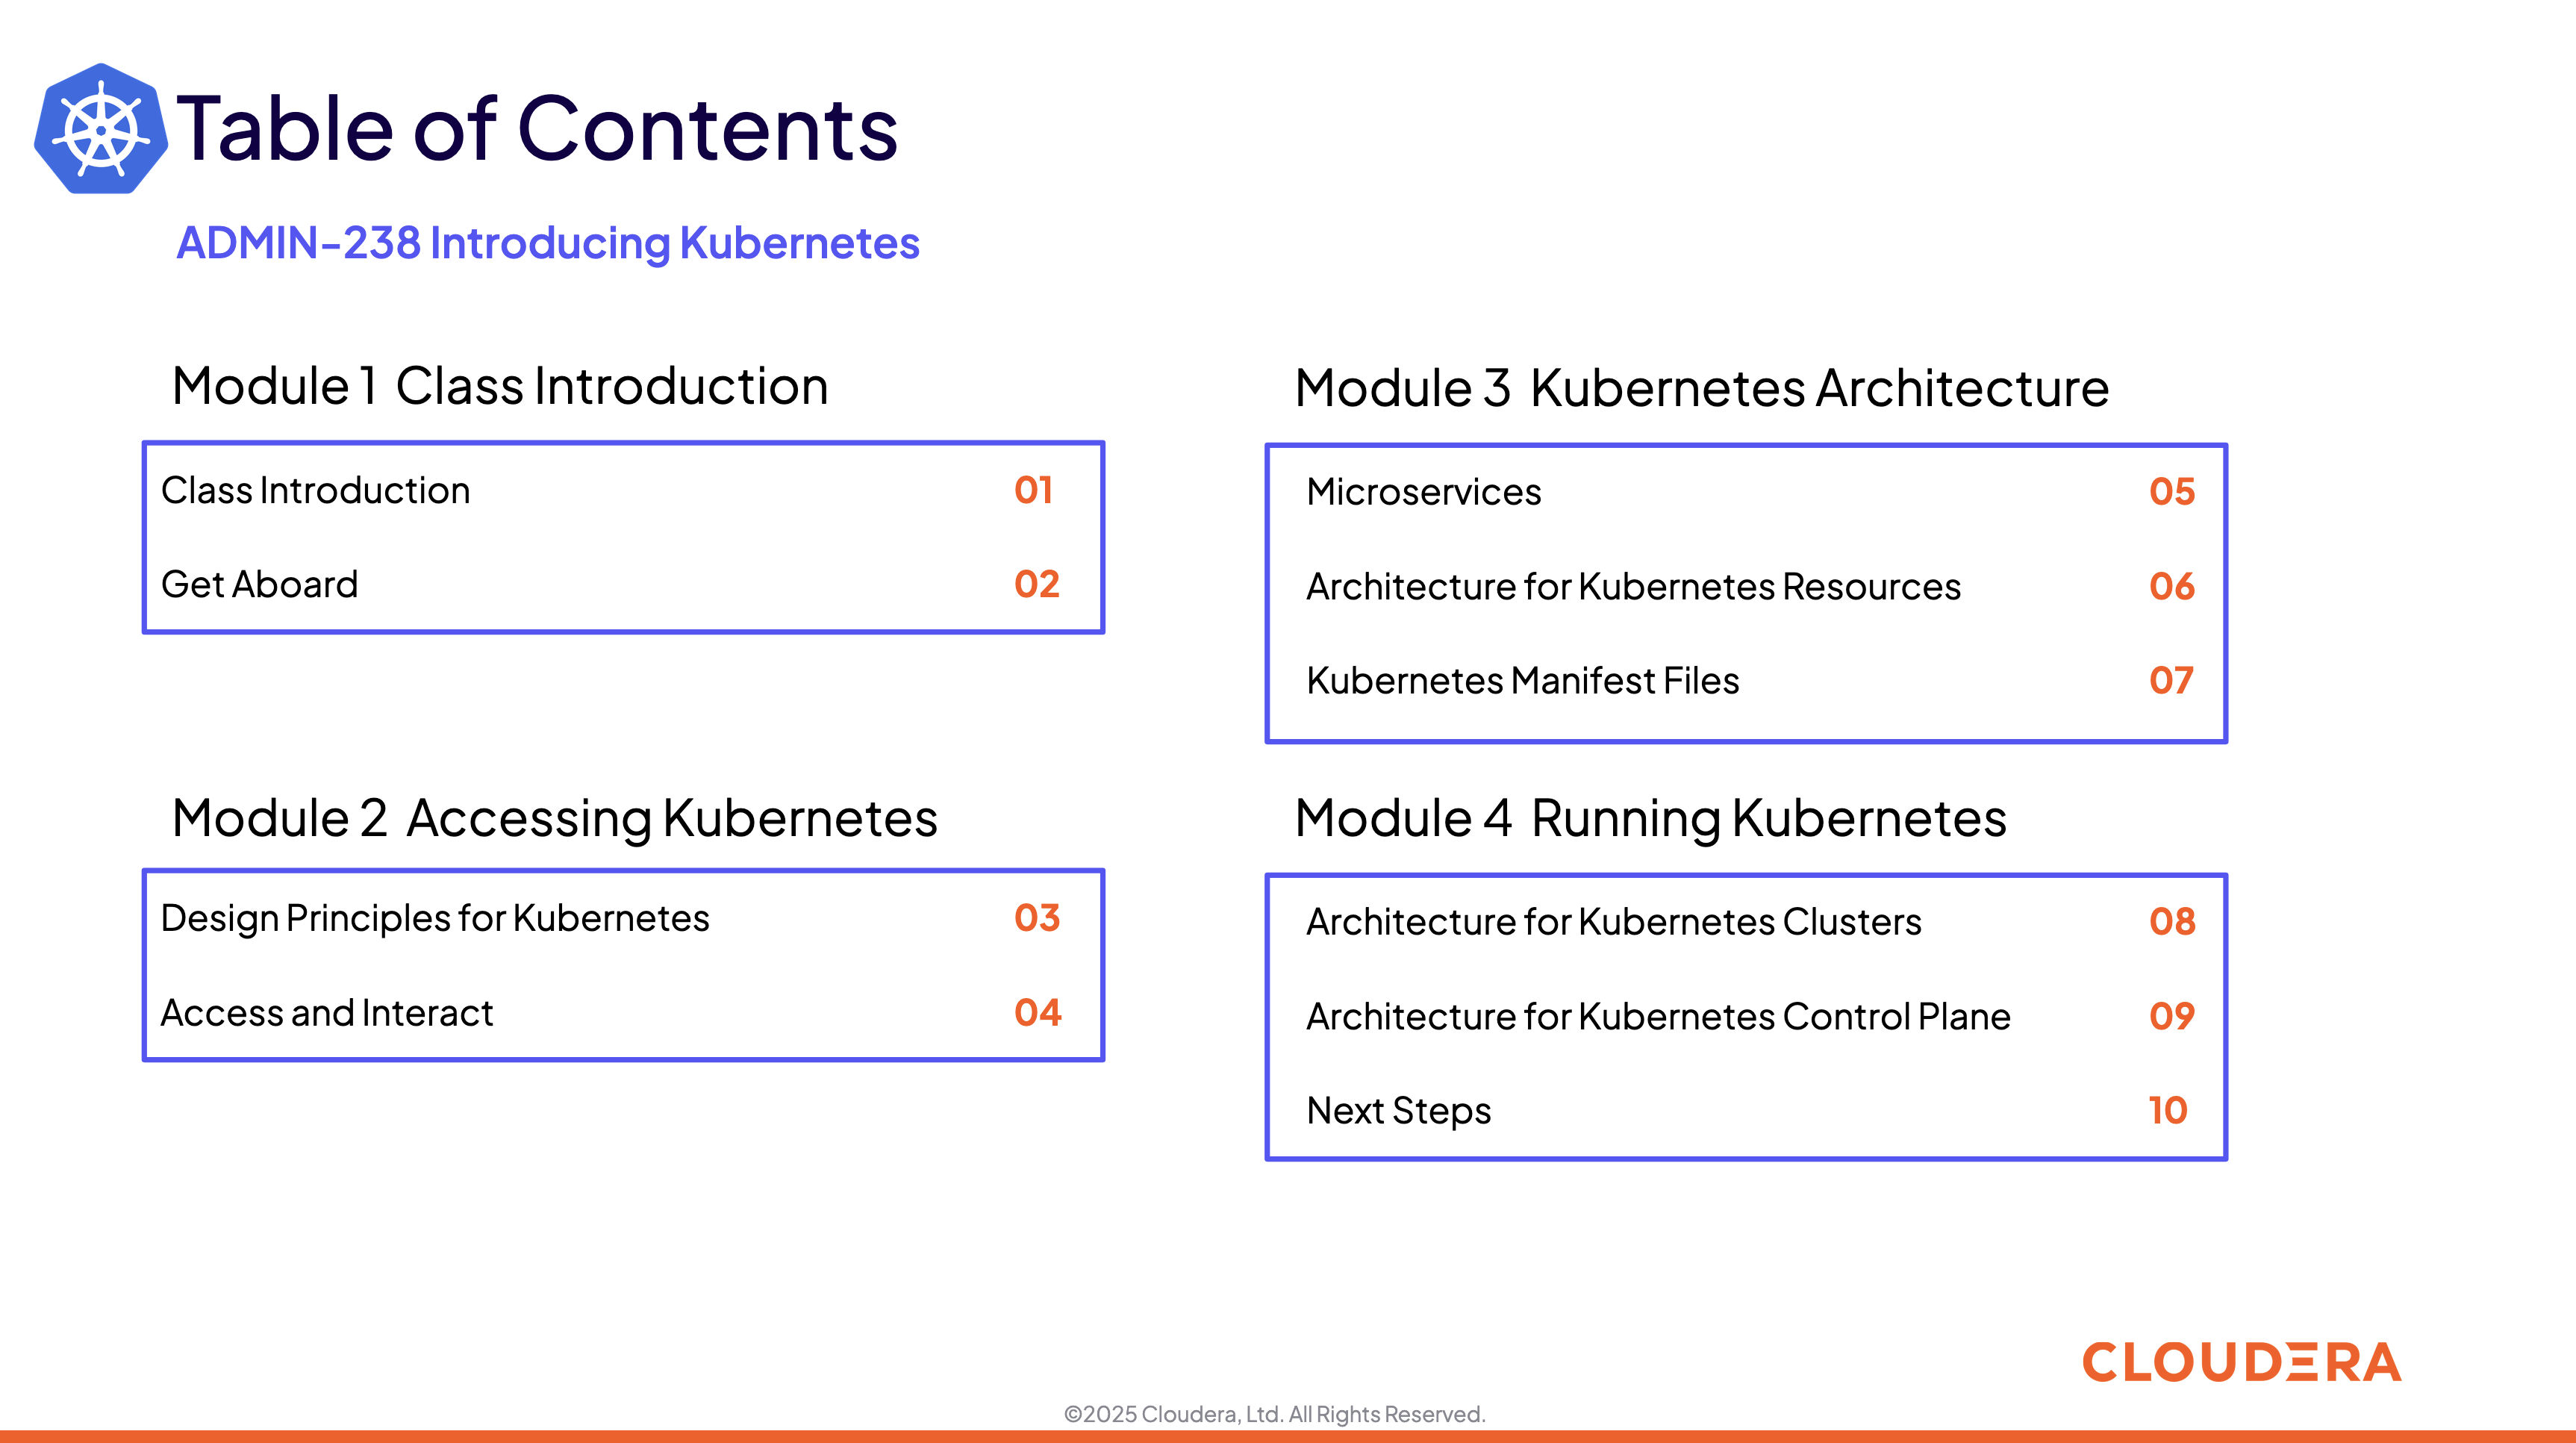 Table of Contents
ADMIN-238 Introducing Kubernetes
Module 1 Class Introduction
Class Introduction 01
Get Aboard 02
Module 2 Accessing Kubernetes
Design Principles for Kubernetes 03
Access and Interact 04
Module 3 Kubernetes Architecture
Microservices 05
Architecture for Kubernetes Resources 06
Kubernetes Manifest Files 07
Module 4 Running Kubernetes
Architecture for Kubernetes Clusters 08
Architecture for Kubernetes Control Plane 09
Next Steps 10
CLOUDERA
©2025 Cloudera, Ltd. All Rights Reserved.